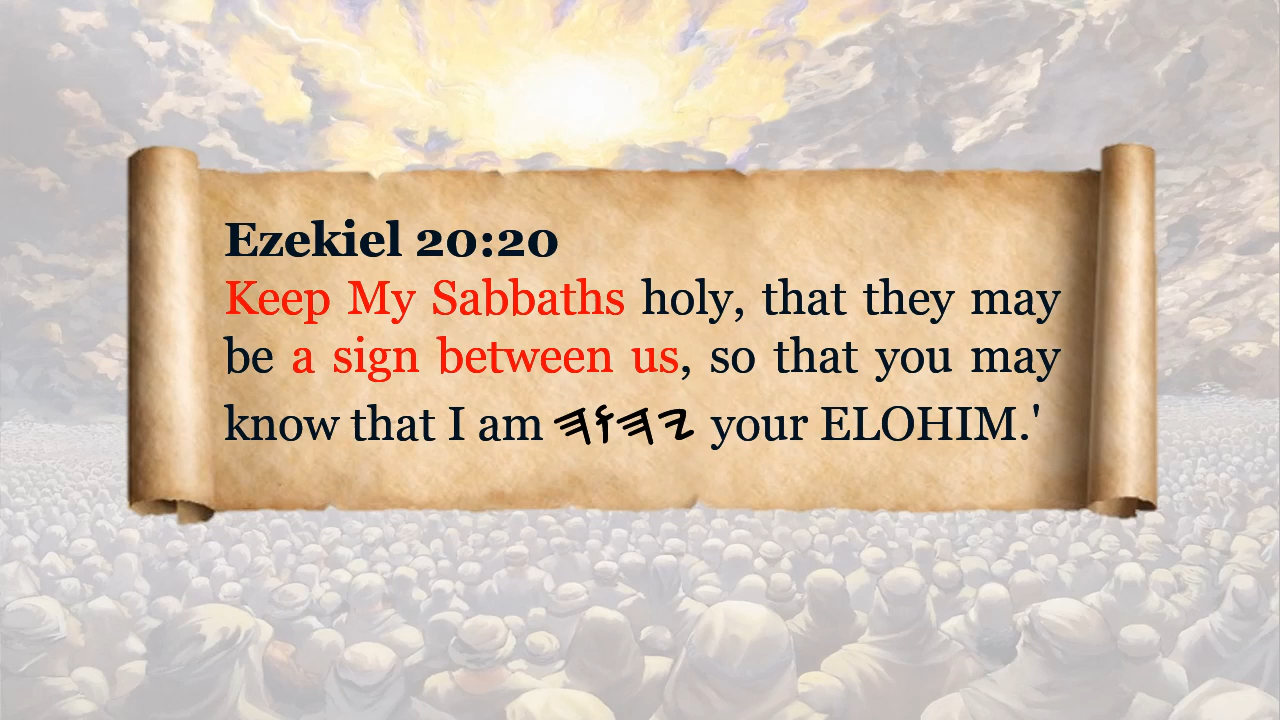 Ezekiel 20:20
Keep My Sabbaths holy, that they may
be a sign between us, so that you may
know that I am 𐤉𐤄𐤅𐤄 your ELOHIM.'